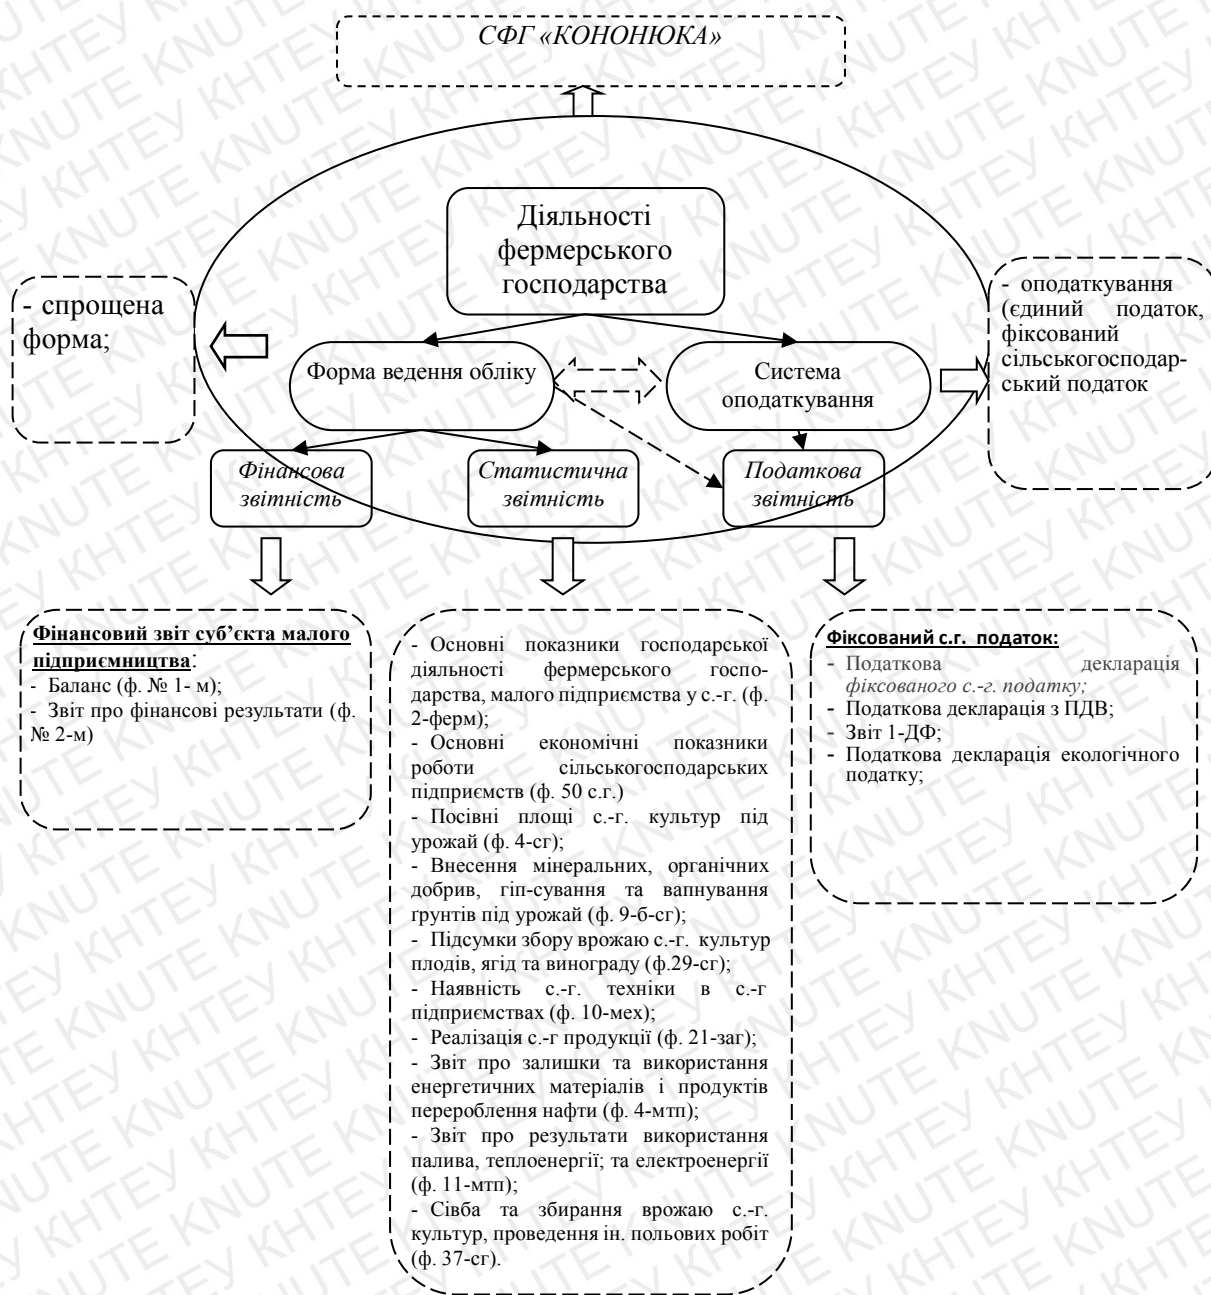 СФГ «КОНОНЮКА»
Діяльності
фермерського
господарства
- спрощена
форма;
- оподаткування
(єдиний податок,
фіксований
сільськогосподар-
ський податок
Форма ведення обліку
Система
оподаткування
Фінансова
звітність
Статистична
звітність
Податкова
звітність
Фінансовий звіт суб’єкта малого
підприємництва:
- Баланс (ф. № 1- м);
- Звіт про фінансові результати (ф.
№ 2-м)
- Основні показники господарської
діяльності фермерського госпо-
дарства, малого підприємства у с.-г. (ф.
2-ферм);
- Основні економічні показники
роботи сільськогосподарських
підприємств (ф. 50 с.г.)
- Посівні площі с.-г. культур під
урожай (ф. 4-сг);
- Внесення мінеральних, органічних
добрив, гіп-сування та вапнування
ґрунтів під урожай (ф. 9-б-сг);
- Підсумки збору врожаю с.-г. культур
плодів, ягід та винограду (ф.29-сг);
- Наявність с.-г. техніки в с.-г
підприємствах (ф. 10-мех);
- Реалізація с.-г продукції (ф. 21-заг);
- Звіт про залишки та використання
енергетичних матеріалів і продуктів
перероблення нафти (ф. 4-мтп);
- Звіт про результати використання
палива, теплоенергії; та електроенергії
(ф. 11-мтп);
- Сівба та збирання врожаю с.-г.
культур, проведення ін. польових робіт
(ф. 37-сг).
Фіксований с.г. податок:
- Податкова декларація
фіксованого с.-г. податку;
- Податкова декларація з ПДВ;
- Звіт 1-ДФ;
- Податкова декларація екологічного
податку;